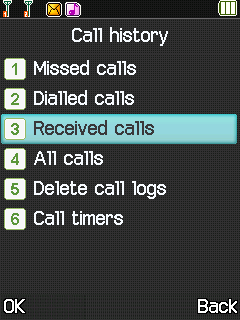 Call history
1 Missed calls
2 Dialled calls
3 Received calls
4 All calls
5 Delete call logs
6 Call timers
OK Back